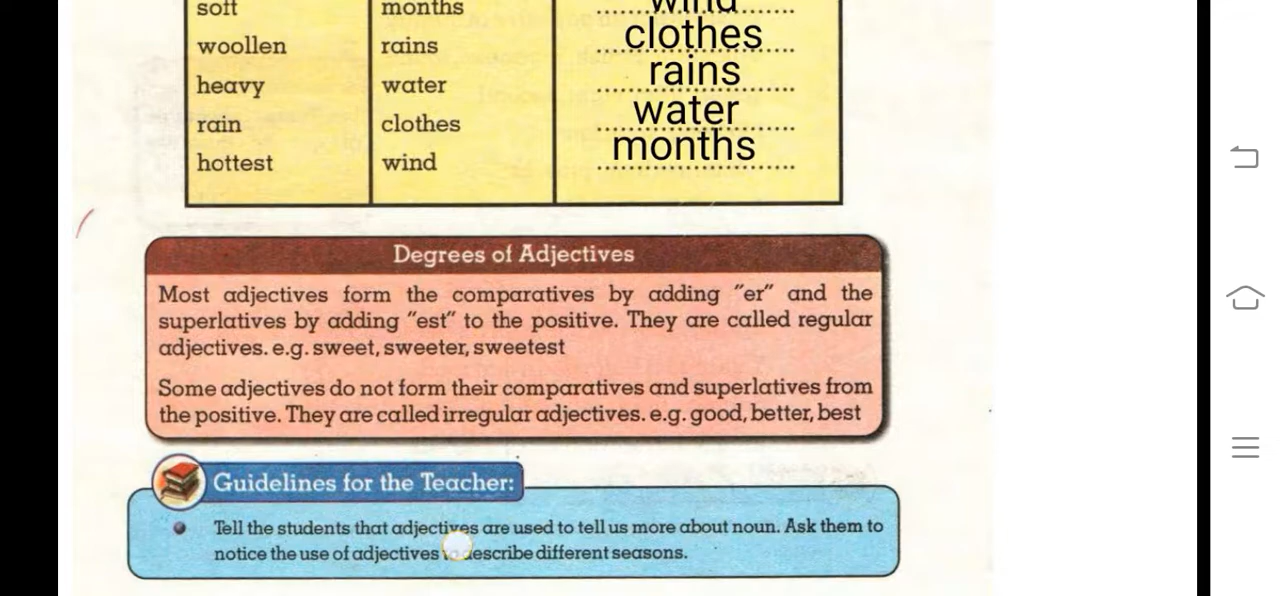 soft months wind
woollen rains clothes
heavy water rains
rain clothes water
hottest wind months
Degrees of Adjectives
Most adjectives form the comparatives by adding "er" and the
superlatives by adding "est" to the positive. They are called regular
adjectives. e.g. sweet, sweeter, sweetest
Some adjectives do not form their comparatives and superlatives from
the positive. They are called irregular adjectives. e.g. good, better, best
Guidelines for the Teacher:
Tell the students that adjectives are used to tell us more about noun. Ask them to
notice the use of adjectives to describe different seasons.